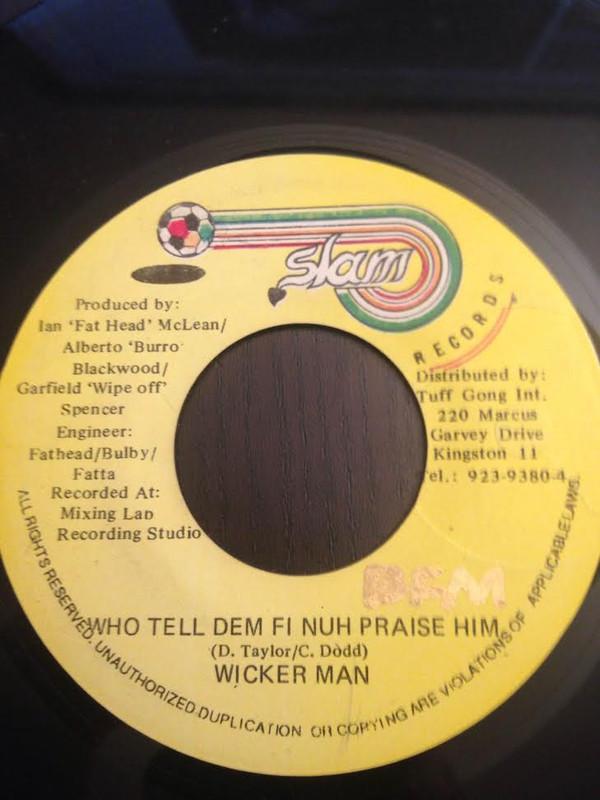 slam
RECORDS
Produced by:
Ian 'Fat Head' McLean/
Alberto 'Burro
Blackwood/
Garfield 'Wipe off'
Spencer
Engineer:
Fathead/Bulby/
Fatta
Recorded At:
Mixing Lab
Recording Studio
Distributed by:
Tuff Gong Int.
220 Marcus
Garvey Drive
Kingston 11
Tel.: 923-9380-4
WHO TELL DEM FI NUH PRAISE HIM
(D. Taylor/C. Dodd)
WICKER MAN
ALL RIGHTS RESERVED. UNAUTHORIZED DUPLICATION OR COPYING ARE VIOLATIONS OF APPLICABLE LAWS.